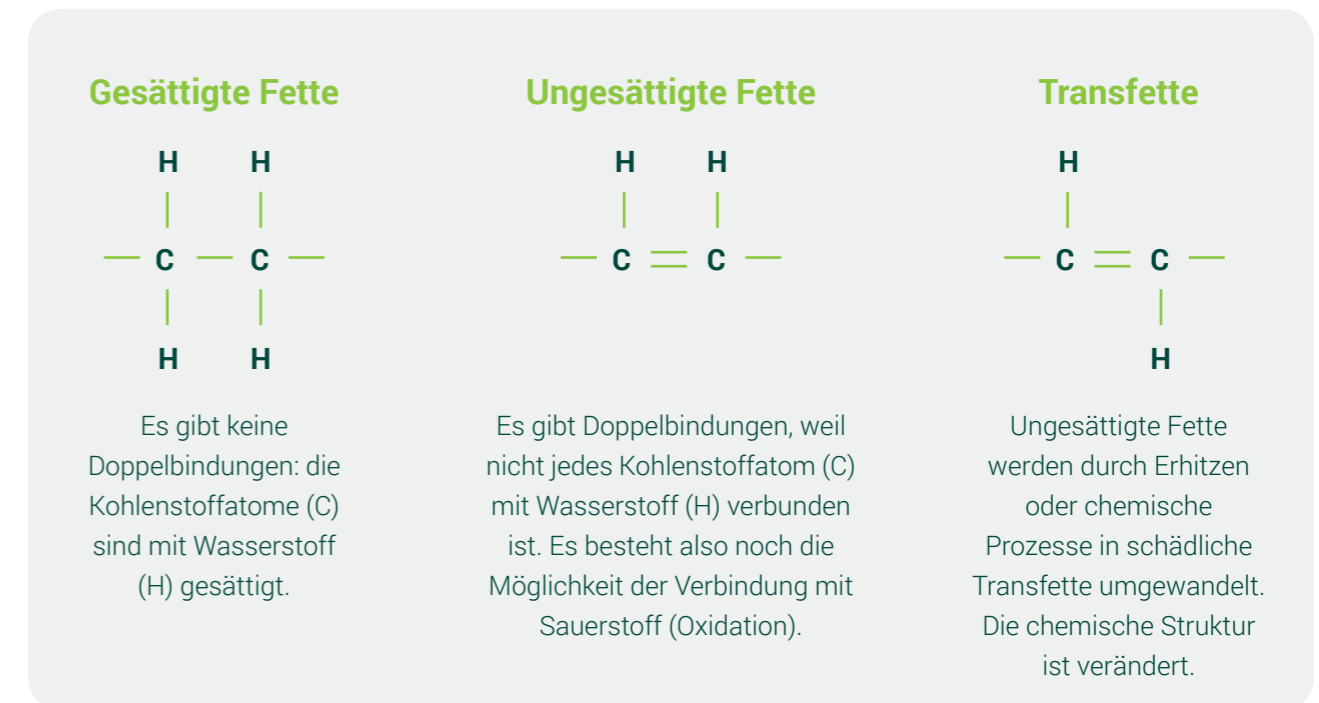 Gesättigte Fette
H H
C C
H H
Es gibt keine
Doppelbindungen: die
Kohlenstoffatome (C)
sind mit Wasserstoff
(H) gesättigt.
Ungesättigte Fette
H H
C C
Es gibt Doppelbindungen, weil
nicht jedes Kohlenstoffatom (C)
mit Wasserstoff (H) verbunden
ist. Es besteht also noch die
Möglichkeit der Verbindung mit
Sauerstoff (Oxidation).
Transfette
H
C C
H
Ungesättigte Fette
werden durch Erhitzen
oder chemische
Prozesse in schädliche
Transfette umgewandelt.
Die chemische Struktur
ist verändert.